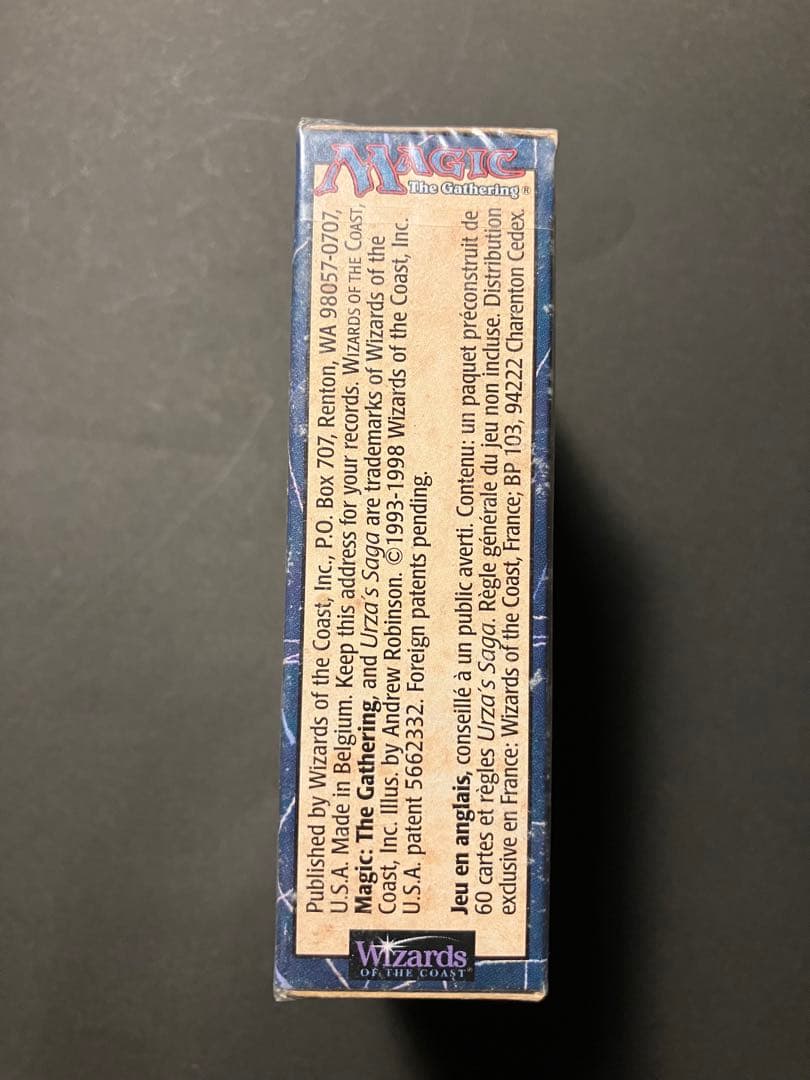 MAGIC
The Gathering®
Published by Wizards of the Coast, Inc., P.O. Box 707, Renton, WA 98057-0707,
U.S.A. Made in Belgium. Keep this address for your records. WIZARDS OF THE COAST,
Magic: The Gathering, and Urza's Saga are trademarks of Wizards of the
Coast, Inc. Illus. by Andrew Robinson. ©1993-1998 Wizards of the Coast, Inc.
U.S.A. patent 5662332. Foreign patents pending.
Jeu en anglais, conseillé à un public averti. Contenu: un paquet préconstruit de
60 cartes et règles Urza's Saga. Règle générale du jeu non incluse. Distribution
exclusive en France: Wizards of the Coast, France; BP 103, 94222 Charenton Cedex.
Wizards
OF THE COAST®